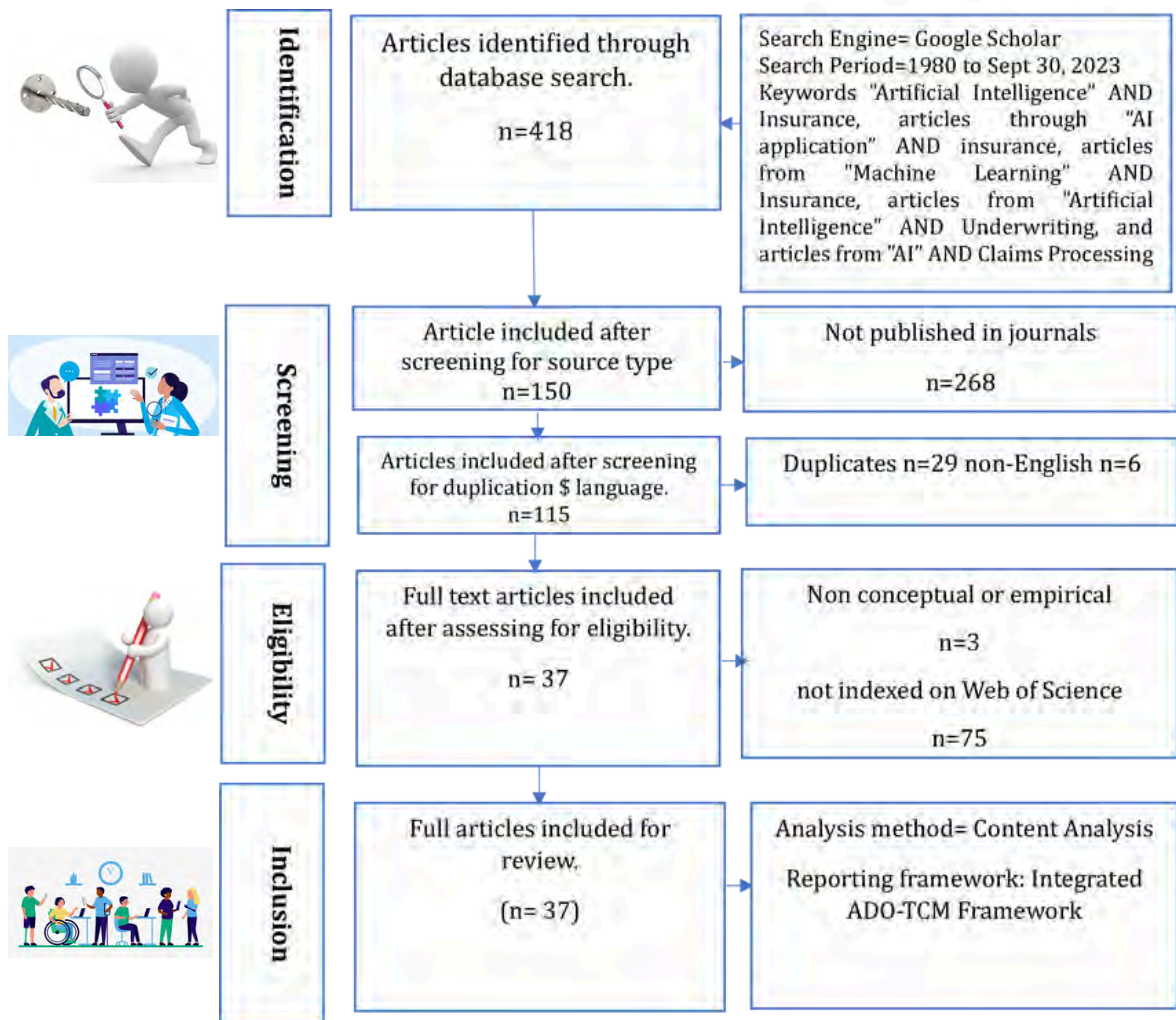 Identification
Articles identified through
database search.
n=418
Search Engine= Google Scholar
Search Period=1980 to Sept 30, 2023
Keywords "Artificial Intelligence" AND
Insurance, articles through "AI
application" AND insurance, articles
from "Machine Learning" AND
Insurance, articles from "Artificial
Intelligence" AND Underwriting, and
articles from "AI" AND Claims Processing
Screening
Article included after
screening for source type
n=150
Not published in journals
n=268
Articles included after screening
for duplication $ language.
n=115
Duplicates n=29 non-English n=6
Eligibility
Full text articles included
after assessing for eligibility.
n= 37
Non conceptual or empirical
n=3
not indexed on Web of Science
n=75
Inclusion
Full articles included for
review.
(n= 37)
Analysis method= Content Analysis
Reporting framework: Integrated
ADO-TCM Framework